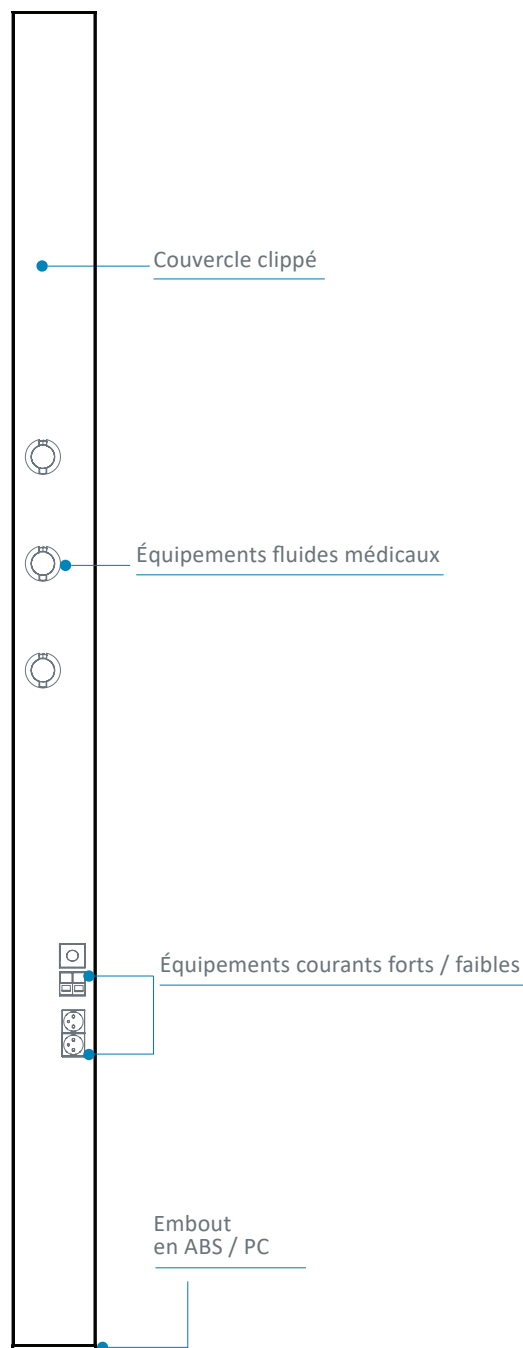 Couvercle clippé
Équipements fluides médicaux
Équipements courants forts / faibles
Embout
en ABS / PC